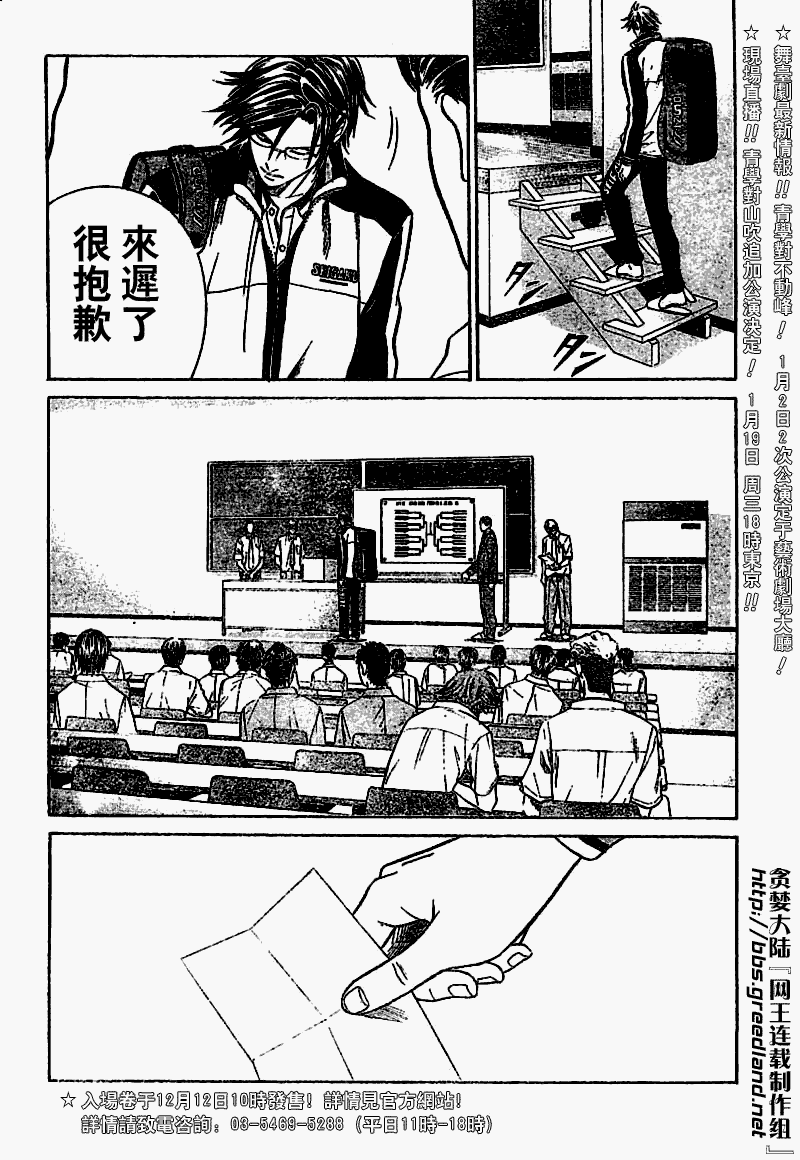 ☆舞臺劇最新情報!! 青學對不動峰! 1月2日2次公演定于藝術劇場大廳!
☆現場直播!! 青學對山吹追加公演決定! 1月19日 周三18時東京!!
タン
タン
來遲了
很抱歉
SEIGAKU
☆入場卷于12月12日10時發售! 詳情見官方網站!
詳情請致電咨詢: 03-5469-5288 (平日11時-18時)
贪婪大陆『网王连载制作组』
http://bbs.greedland.net